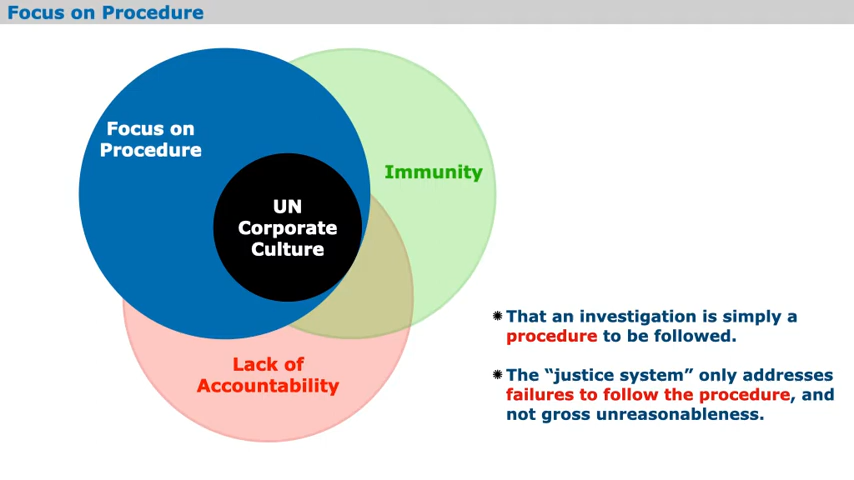 Focus on Procedure
Focus on
Procedure
Immunity
UN
Corporate
Culture
Lack of
Accountability
✺ That an investigation is simply a
procedure to be followed.
✺ The “justice system” only addresses
failures to follow the procedure, and
not gross unreasonableness.